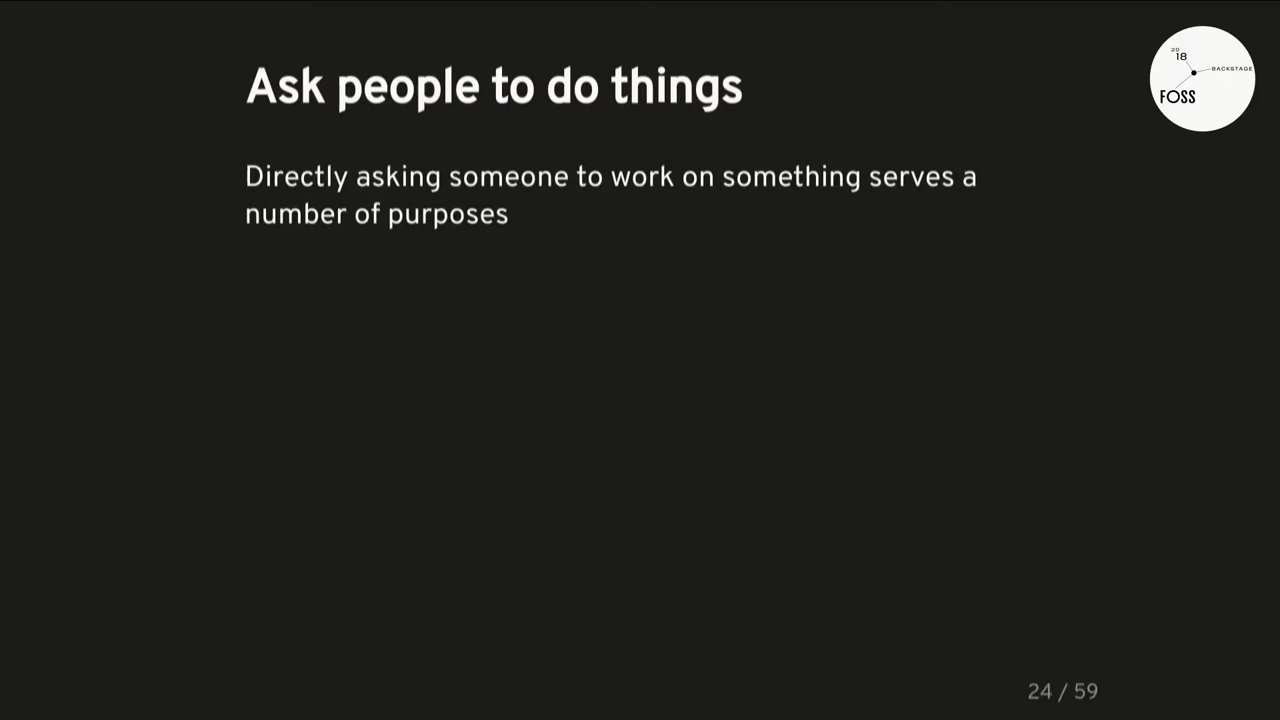 Ask people to do things
Directly asking someone to work on something serves a
number of purposes
20
18
BACKSTAGE
FOSS
24 / 59